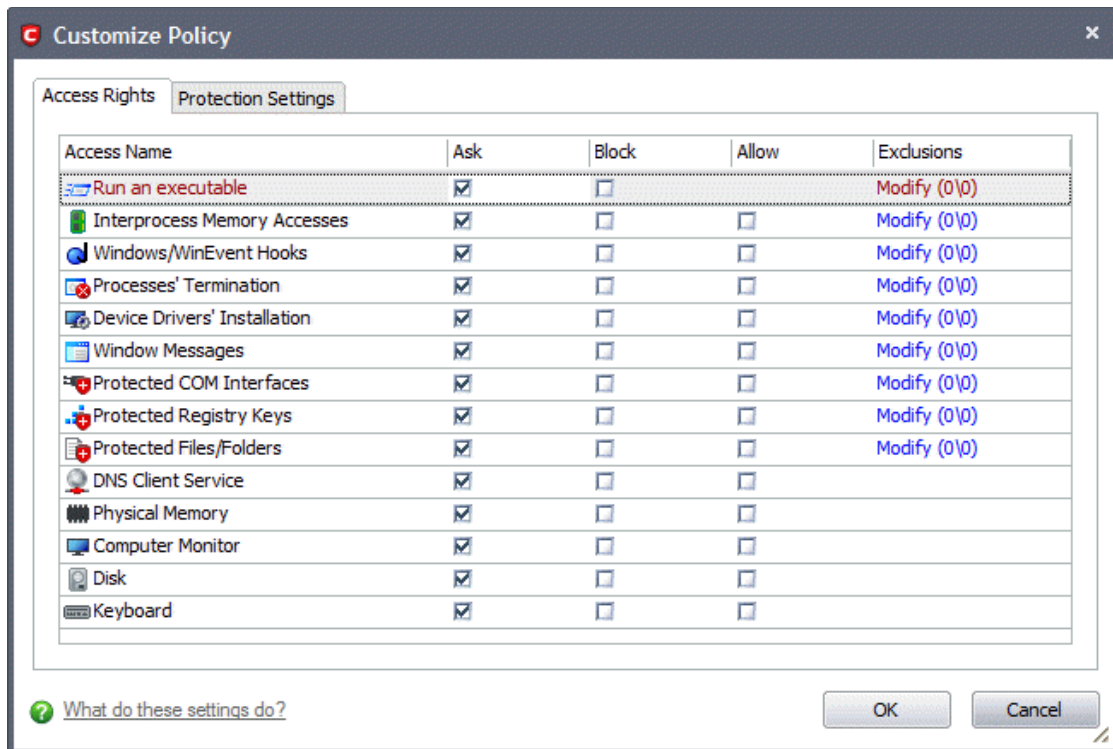 Customize Policy
Access Rights Protection Settings
Access Name Ask Block Allow Exclusions
Run an executable Modify (0\0)
Interprocess Memory Accesses Modify (0\0)
Windows/WinEvent Hooks Modify (0\0)
Processes' Termination Modify (0\0)
Device Drivers' Installation Modify (0\0)
Window Messages Modify (0\0)
Protected COM Interfaces Modify (0\0)
Protected Registry Keys Modify (0\0)
Protected Files/Folders Modify (0\0)
DNS Client Service
Physical Memory
Computer Monitor
Disk
Keyboard
What do these settings do? OK Cancel